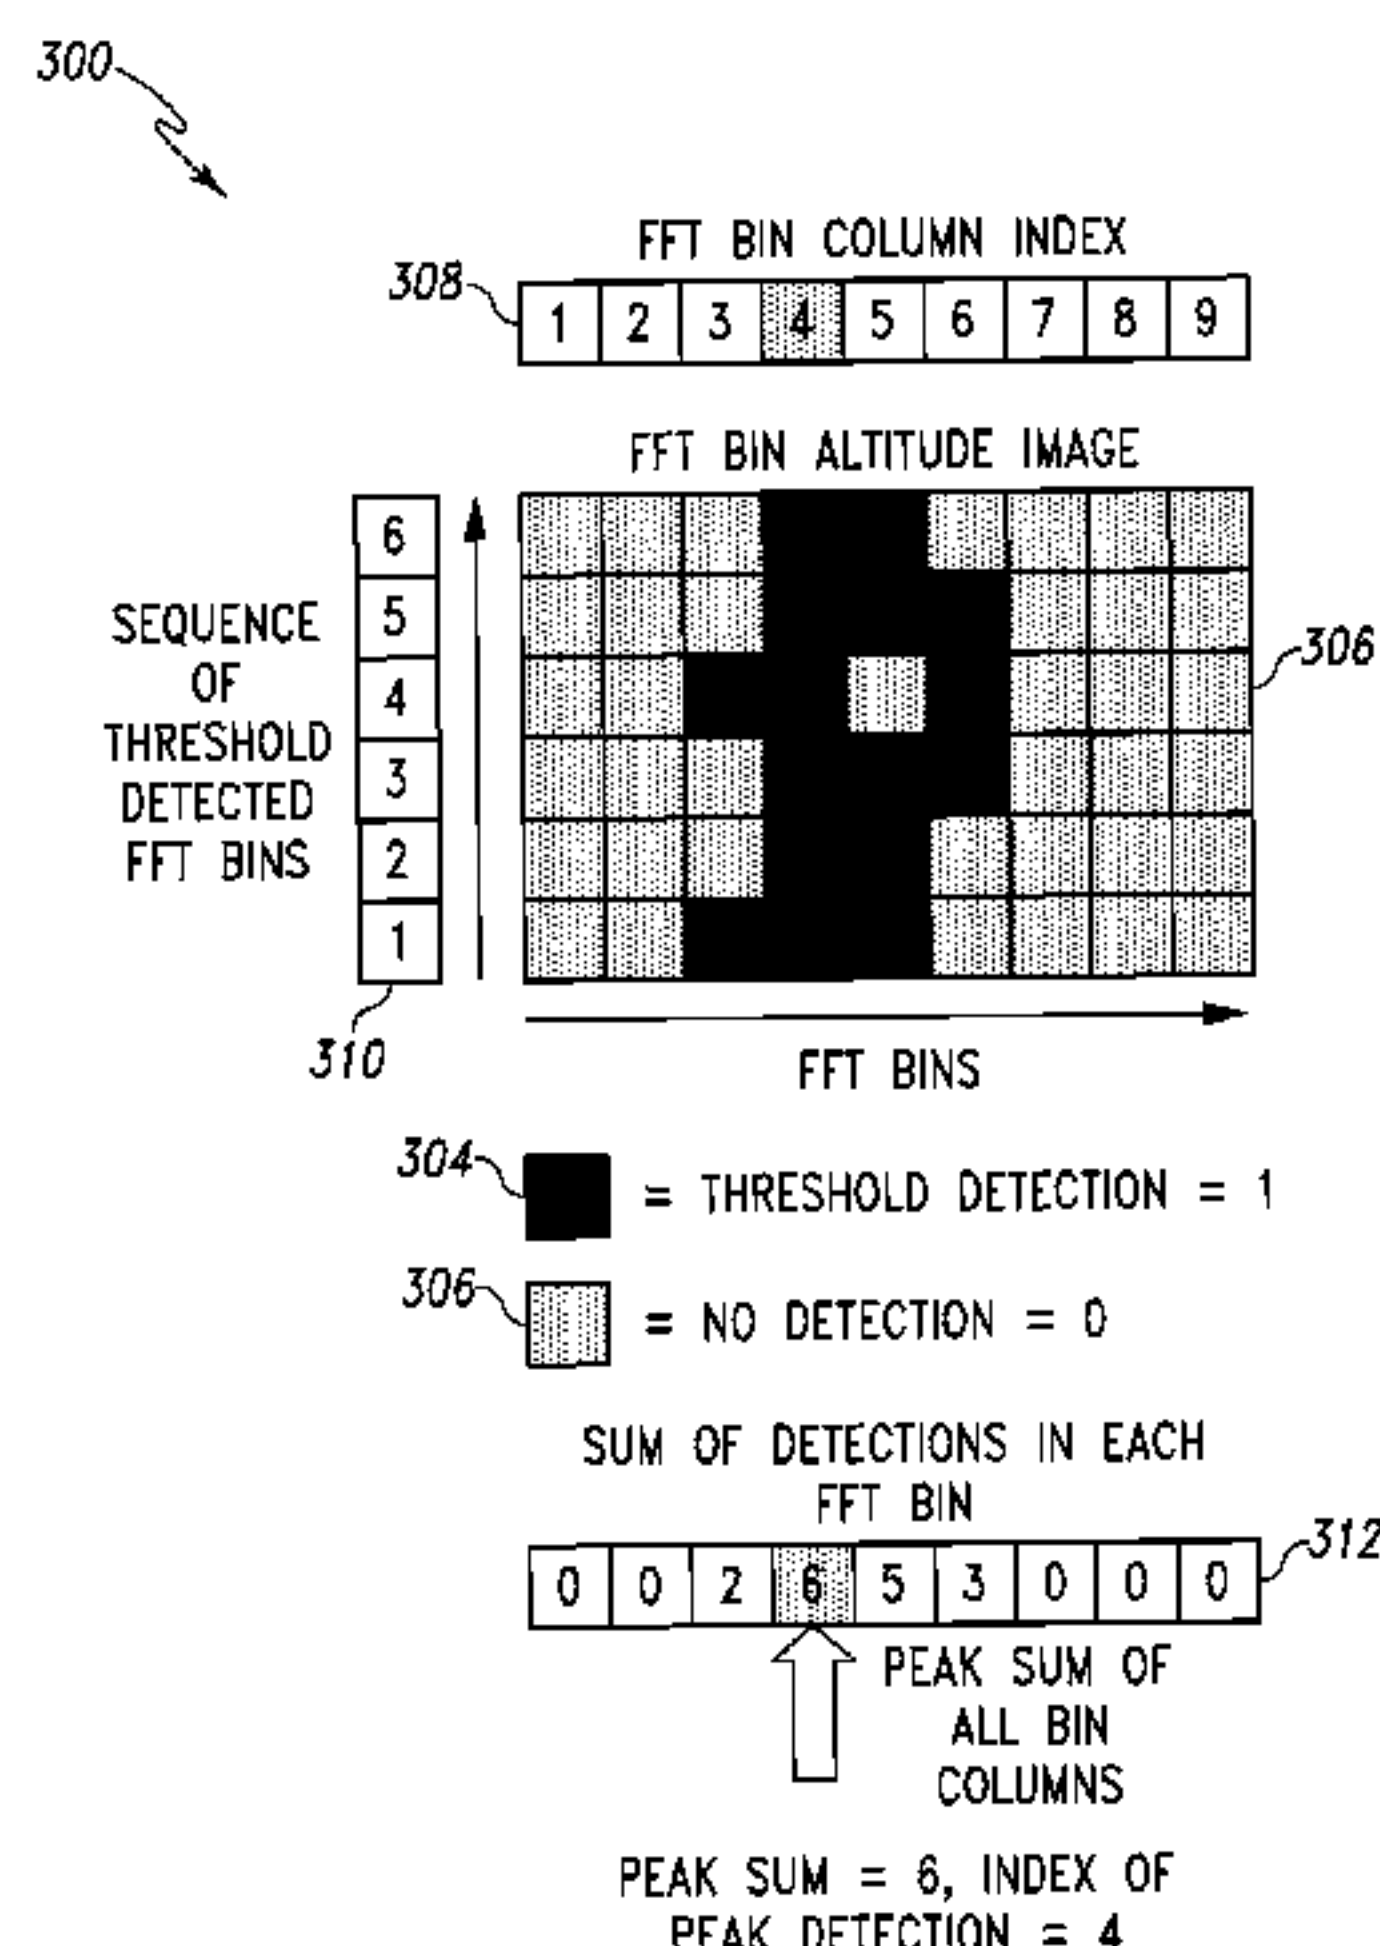 300
FFT BIN COLUMN INDEX
308
1 2 3 4 5 6 7 8 9
FFT BIN ALTITUDE IMAGE
6
5
4
3
2
1
SEQUENCE
OF
THRESHOLD
DETECTED
FFT BINS
306
310
FFT BINS
304
= THRESHOLD DETECTION = 1
306
= NO DETECTION = 0
SUM OF DETECTIONS IN EACH
FFT BIN
312
0 0 2 6 5 3 0 0 0
PEAK SUM OF
ALL BIN
COLUMNS
PEAK SUM = 6, INDEX OF
PEAK DETECTION = 4